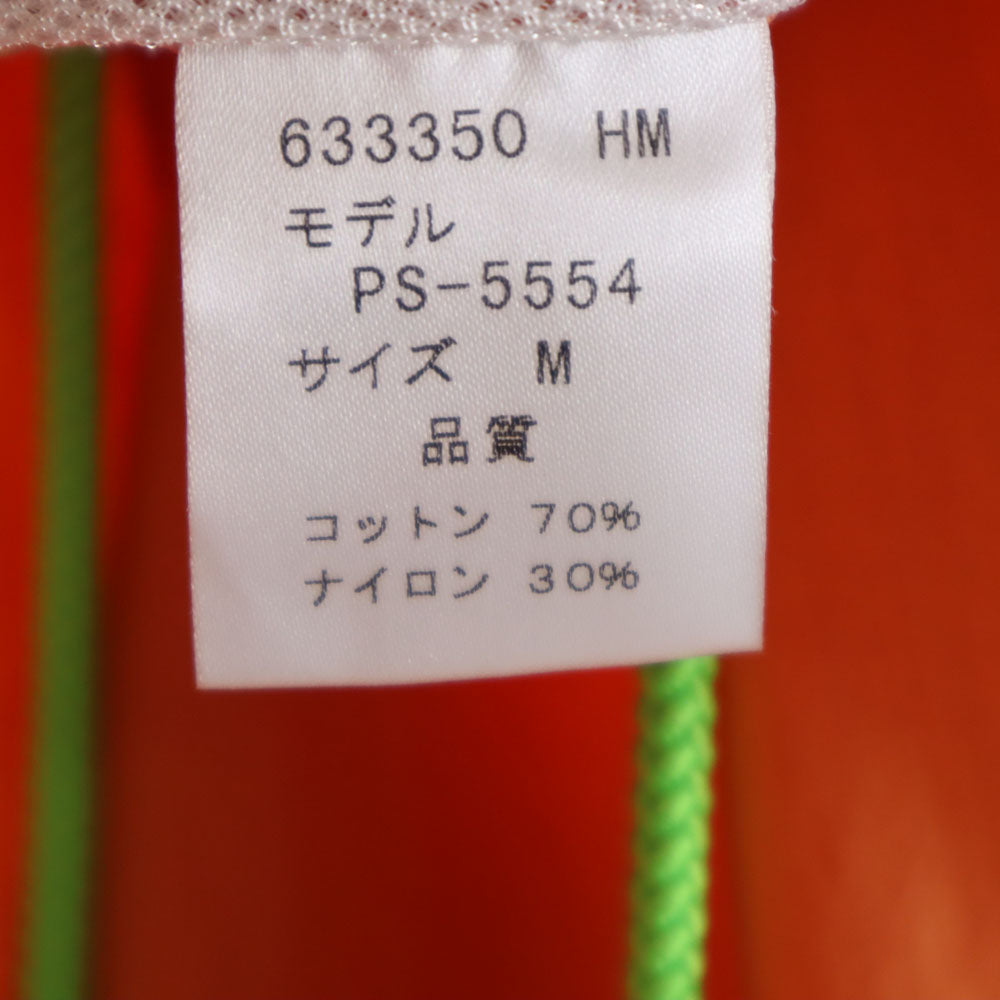 633350 HM
モデル
PS-5554
サイズ M
品質
コットン 70%
ナイロン 30%